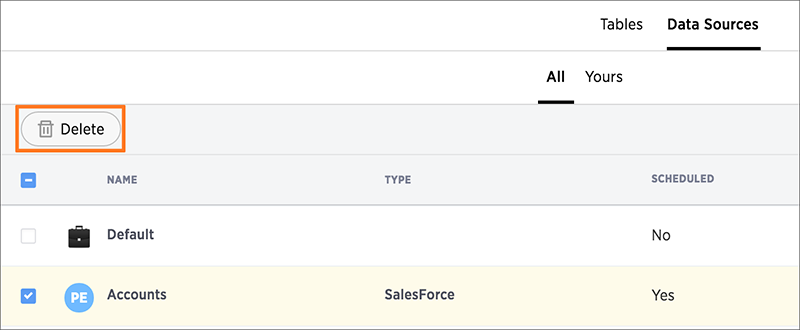 Tables Data Sources
All Yours
Delete
NAME TYPE SCHEDULED
Default No
PE Accounts SalesForce Yes